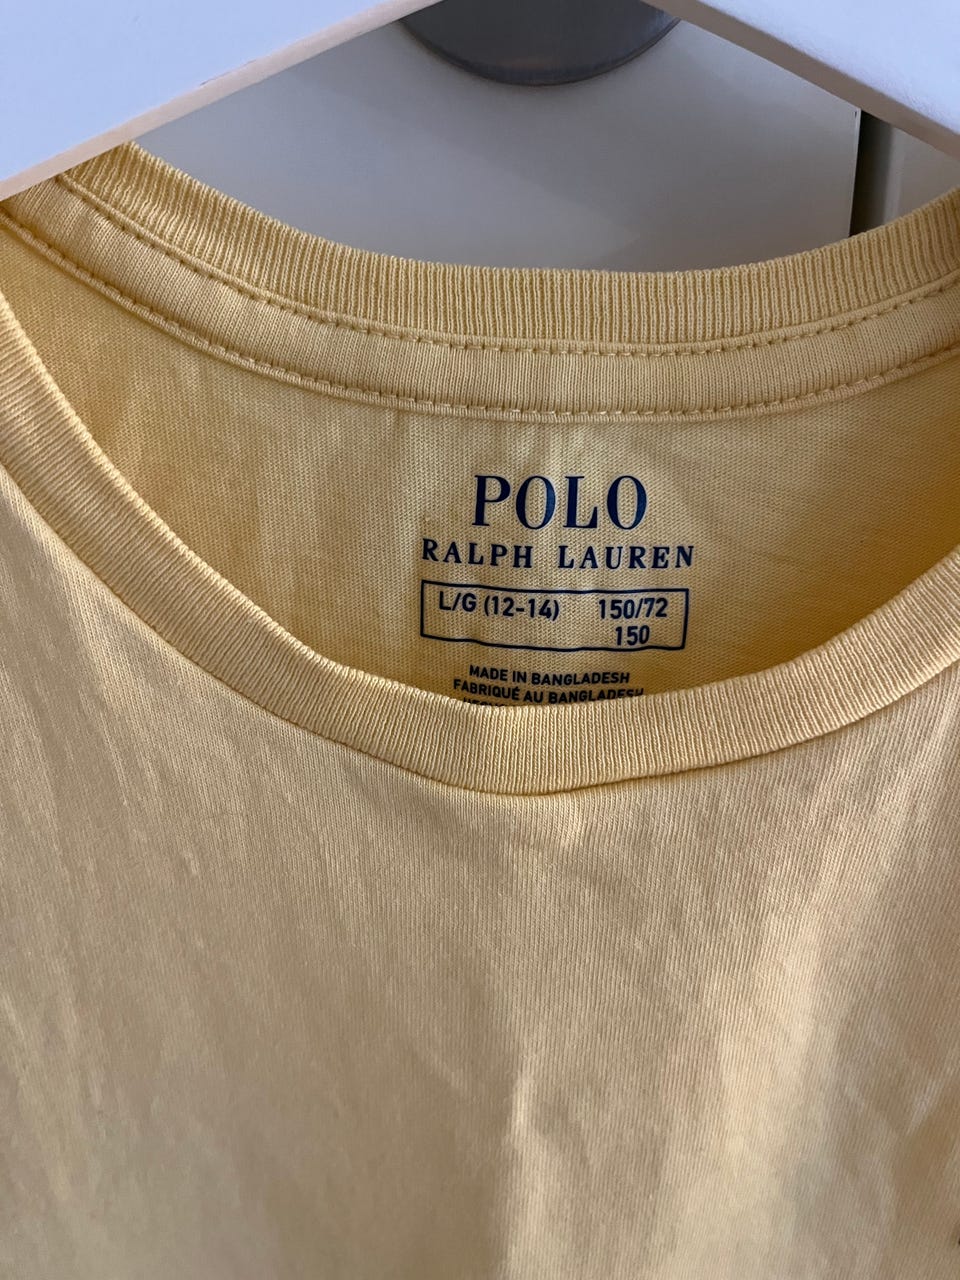 POLO
RALPH LAUREN
L/G (12-14) 150/72
150
MADE IN BANGLADESH
FABRIQUÉ AU BANGLADESH